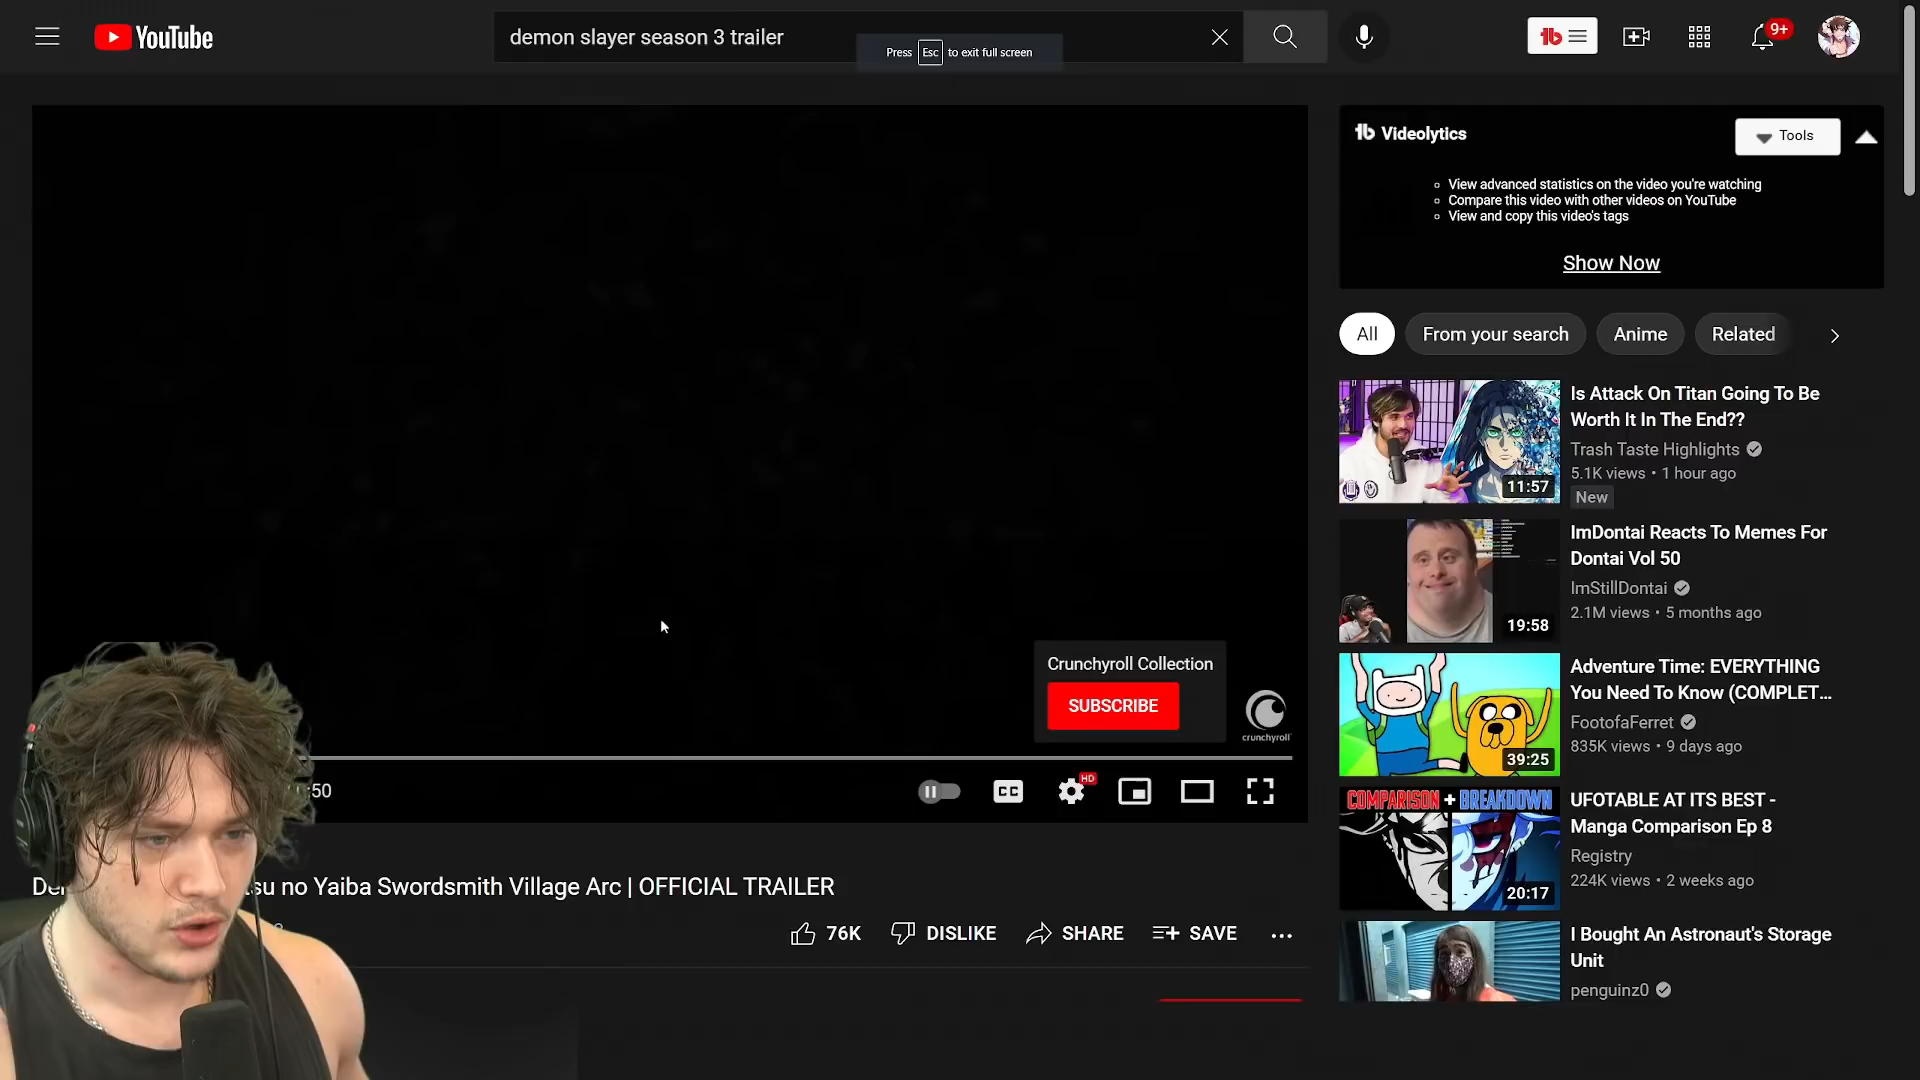 YouTube
demon slayer season 3 trailer
Press Esc to exit full screen
9+
Videolytics
Tools
View advanced statistics on the video you're watching
Compare this video with other videos on YouTube
View and copy this video's tags
Show Now
All
From your search
Anime
Related
Is Attack On Titan Going To Be
Worth It In The End??
Trash Taste Highlights
5.1K views • 1 hour ago
New
11:57
ImDontai Reacts To Memes For
Dontai Vol 50
ImStillDontai
2.1M views • 5 months ago
19:58
Adventure Time: EVERYTHING
You Need To Know (COMPLET...
FootofaFerret
835K views • 9 days ago
39:25
COMPARISON + BREAKDOWN
UFOTABLE AT ITS BEST -
Manga Comparison Ep 8
Registry
224K views • 2 weeks ago
20:17
I Bought An Astronaut's Storage
Unit
penguinz0
Crunchyroll Collection
SUBSCRIBE
crunchyroll
:50
CC
HD
su no Yaiba Swordsmith Village Arc | OFFICIAL TRAILER
76K
DISLIKE
SHARE
SAVE